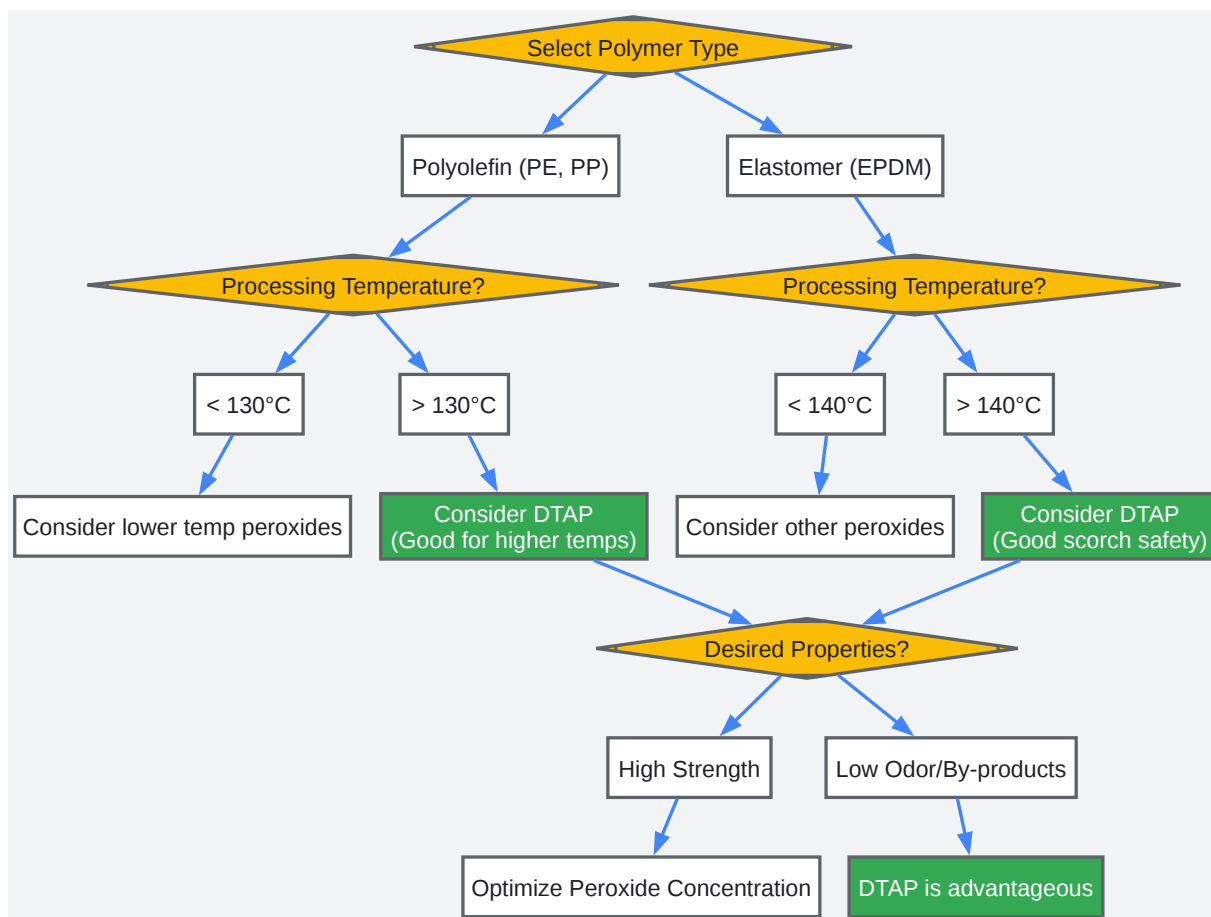 Select Polymer Type
Polyolefin (PE, PP)
Elastomer (EPDM)
Processing Temperature?
Processing Temperature?
< 130°C
> 130°C
< 140°C
> 140°C
Consider lower temp peroxides
Consider DTAP
(Good for higher temps)
Consider other peroxides
Consider DTAP
(Good scorch safety)
Desired Properties?
High Strength
Low Odor/By-products
Optimize Peroxide Concentration
DTAP is advantageous